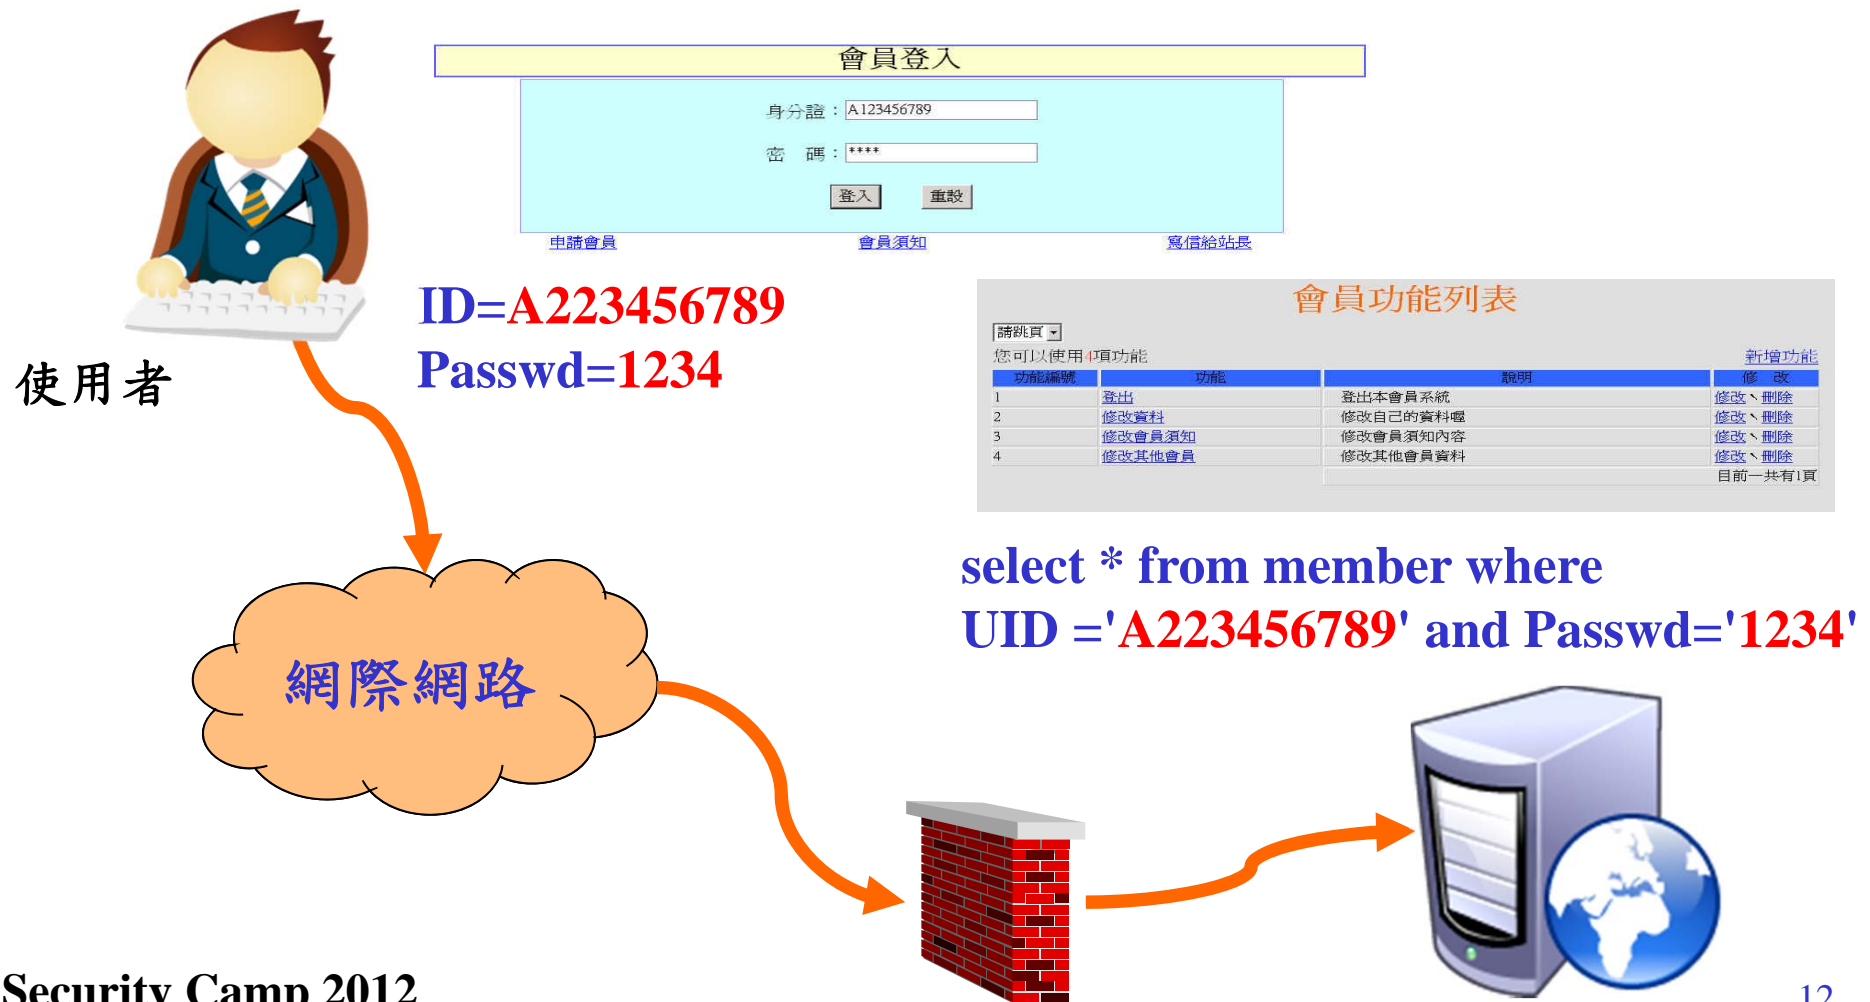 會員登入
身分證：A123456789
密 碼：****
登入 重設
申請會員 會員須知 寫信給站長
ID=A223456789
Passwd=1234
使用者
會員功能列表
請跳頁
您可以使用4項功能 新增功能
功能編號 功能 說明 修 改
1 登出 登出本會員系統 修改、刪除
2 修改資料 修改自己的資料喔 修改、刪除
3 修改會員須知 修改會員須知內容 修改、刪除
4 修改其他會員 修改其他會員資料 修改、刪除
目前一共有1頁
select * from member where
UID ='A223456789' and Passwd='1234'
網際網路
Security Camp 2012
12